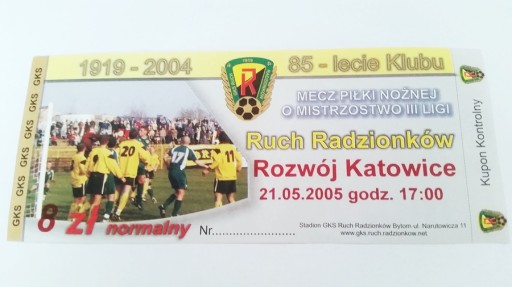 1919 - 2004
85 - lecie Klubu
MECZ PIŁKI NOŻNEJ
O MISTRZOSTWO III LIGI
Ruch Radzionków
Rozwój Katowice
21.05.2005 godz. 17:00
8 zł normalny
Nr........................
Stadion GKS Ruch Radzionków Bytom ul. Narutowicza 11
www.gks.ruch.radzionkow.net
Kupon Kontrolny
GKS GKS GKS GKS GKS